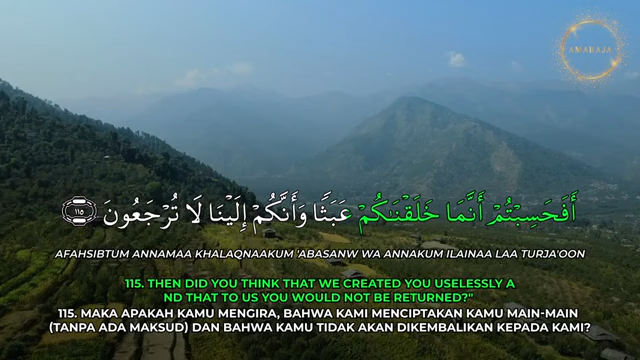 AMARAJA
أَفَحَسِبْتُمْ أَنَّمَا خَلَقْنَٰكُمْ عَبَثًا وَأَنَّكُمْ إِلَيْنَا لَا تُرْجَعُونَ ١١٥
AFAHSIBTUM ANNAMAA KHALAQNAAKUM 'ABASANW WA ANNAKUM ILAINAA LAA TURJA'OON
115. THEN DID YOU THINK THAT WE CREATED YOU USELESSLY A
ND THAT TO US YOU WOULD NOT BE RETURNED?"
115. MAKA APAKAH KAMU MENGIRA, BAHWA KAMI MENCIPTAKAN KAMU MAIN-MAIN
(TANPA ADA MAKSUD) DAN BAHWA KAMU TIDAK AKAN DIKEMBALIKAN KEPADA KAMI?